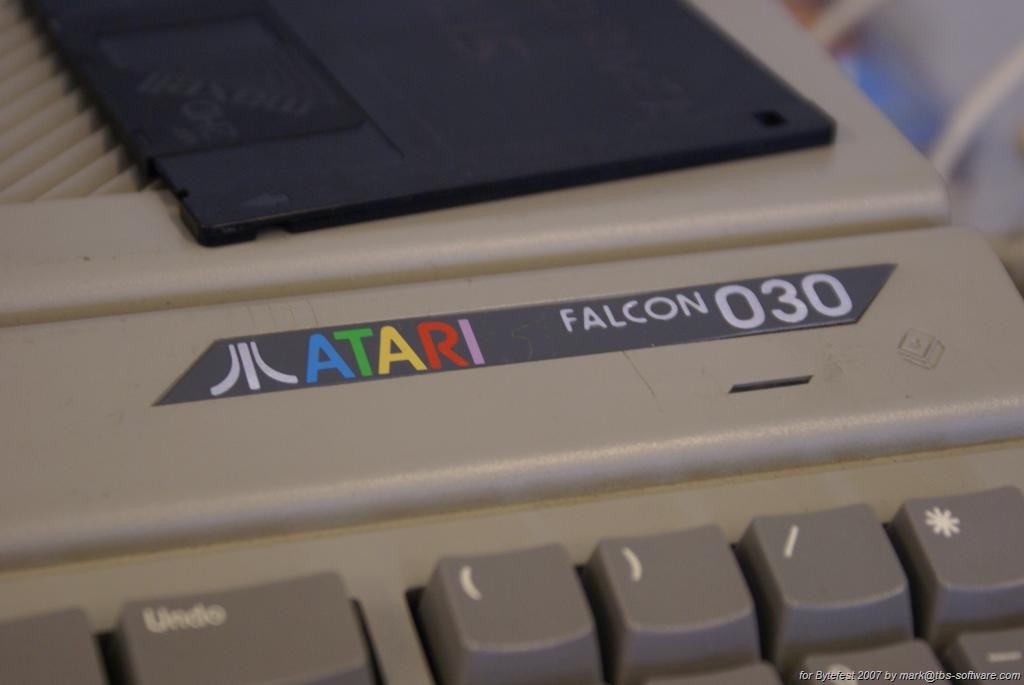 ATARI FALCON 030
Undo ( ) / *
for Bytefest 2007 by mark@tbs-software.com